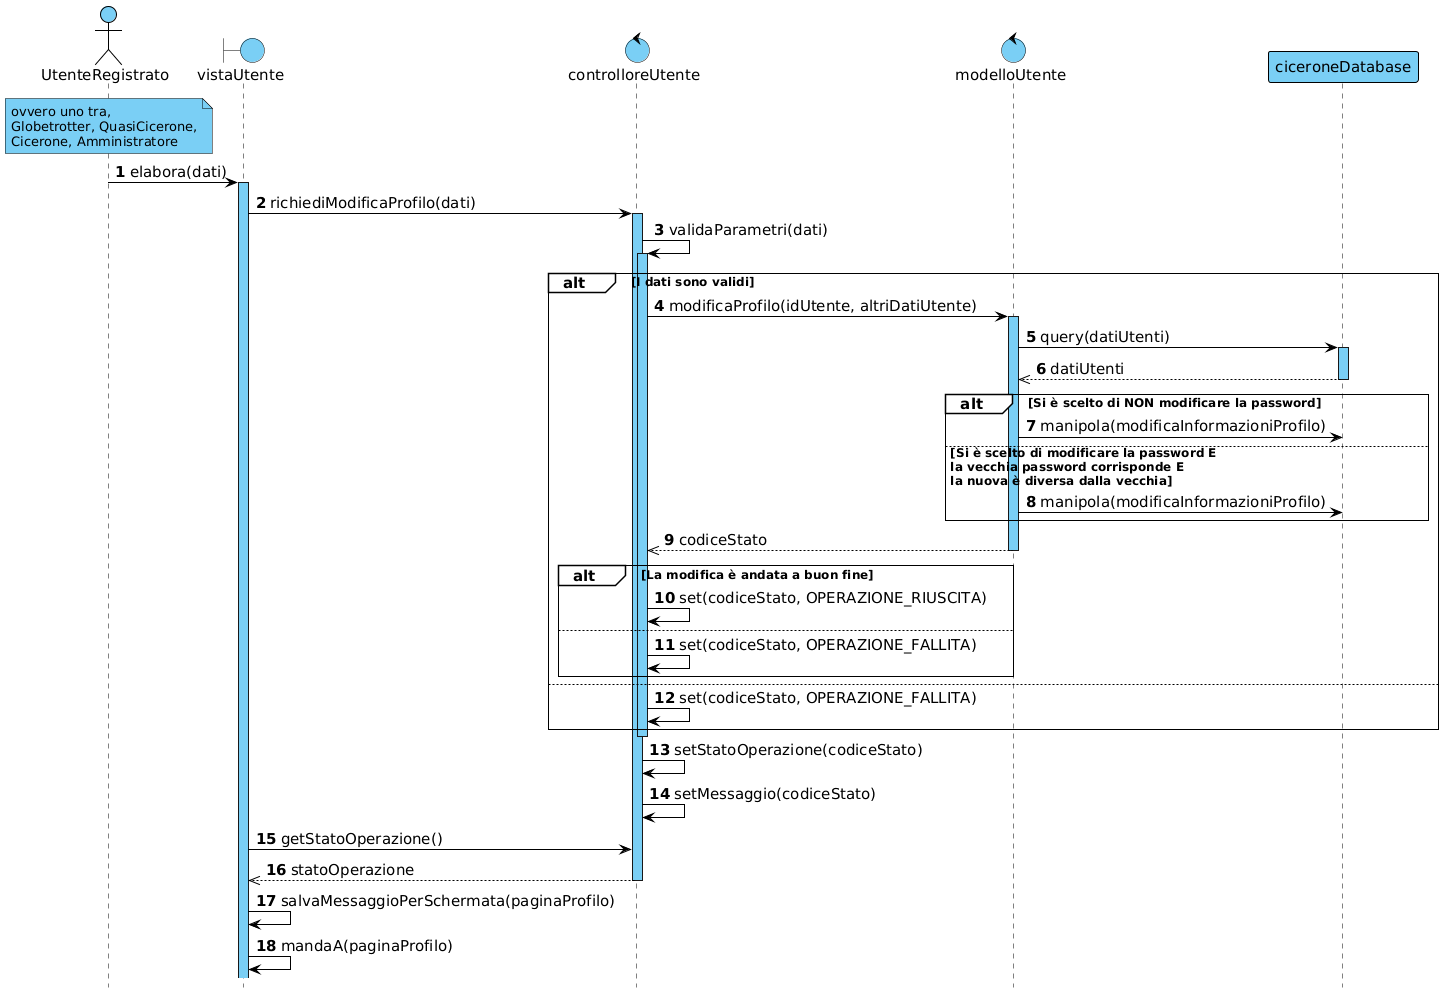 UtenteRegistrato
vistaUtente
controlloreUtente
modelloUtente
ciceroneDatabase
ovvero uno tra,
Globetrotter, QuasiCicerone,
Cicerone, Amministratore
1 elabora(dati)
2 richiediModificaProfilo(dati)
3 validaParametri(dati)
alt [I dati sono validi]
4 modificaProfilo(idUtente, altriDatiUtente)
5 query(datiUtenti)
6 datiUtenti
alt [Si è scelto di NON modificare la password]
7 manipola(modificaInformazioniProfilo)
[Si è scelto di modificare la password E
la vecchia password corrisponde E
la nuova è diversa dalla vecchia]
8 manipola(modificaInformazioniProfilo)
9 codiceStato
alt [La modifica è andata a buon fine]
10 set(codiceStato, OPERAZIONE_RIUSCITA)
11 set(codiceStato, OPERAZIONE_FALLITA)
12 set(codiceStato, OPERAZIONE_FALLITA)
13 setStatoOperazione(codiceStato)
14 setMessaggio(codiceStato)
15 getStatoOperazione()
16 statoOperazione
17 salvaMessaggioPerSchermata(paginaProfilo)
18 mandaA(paginaProfilo)